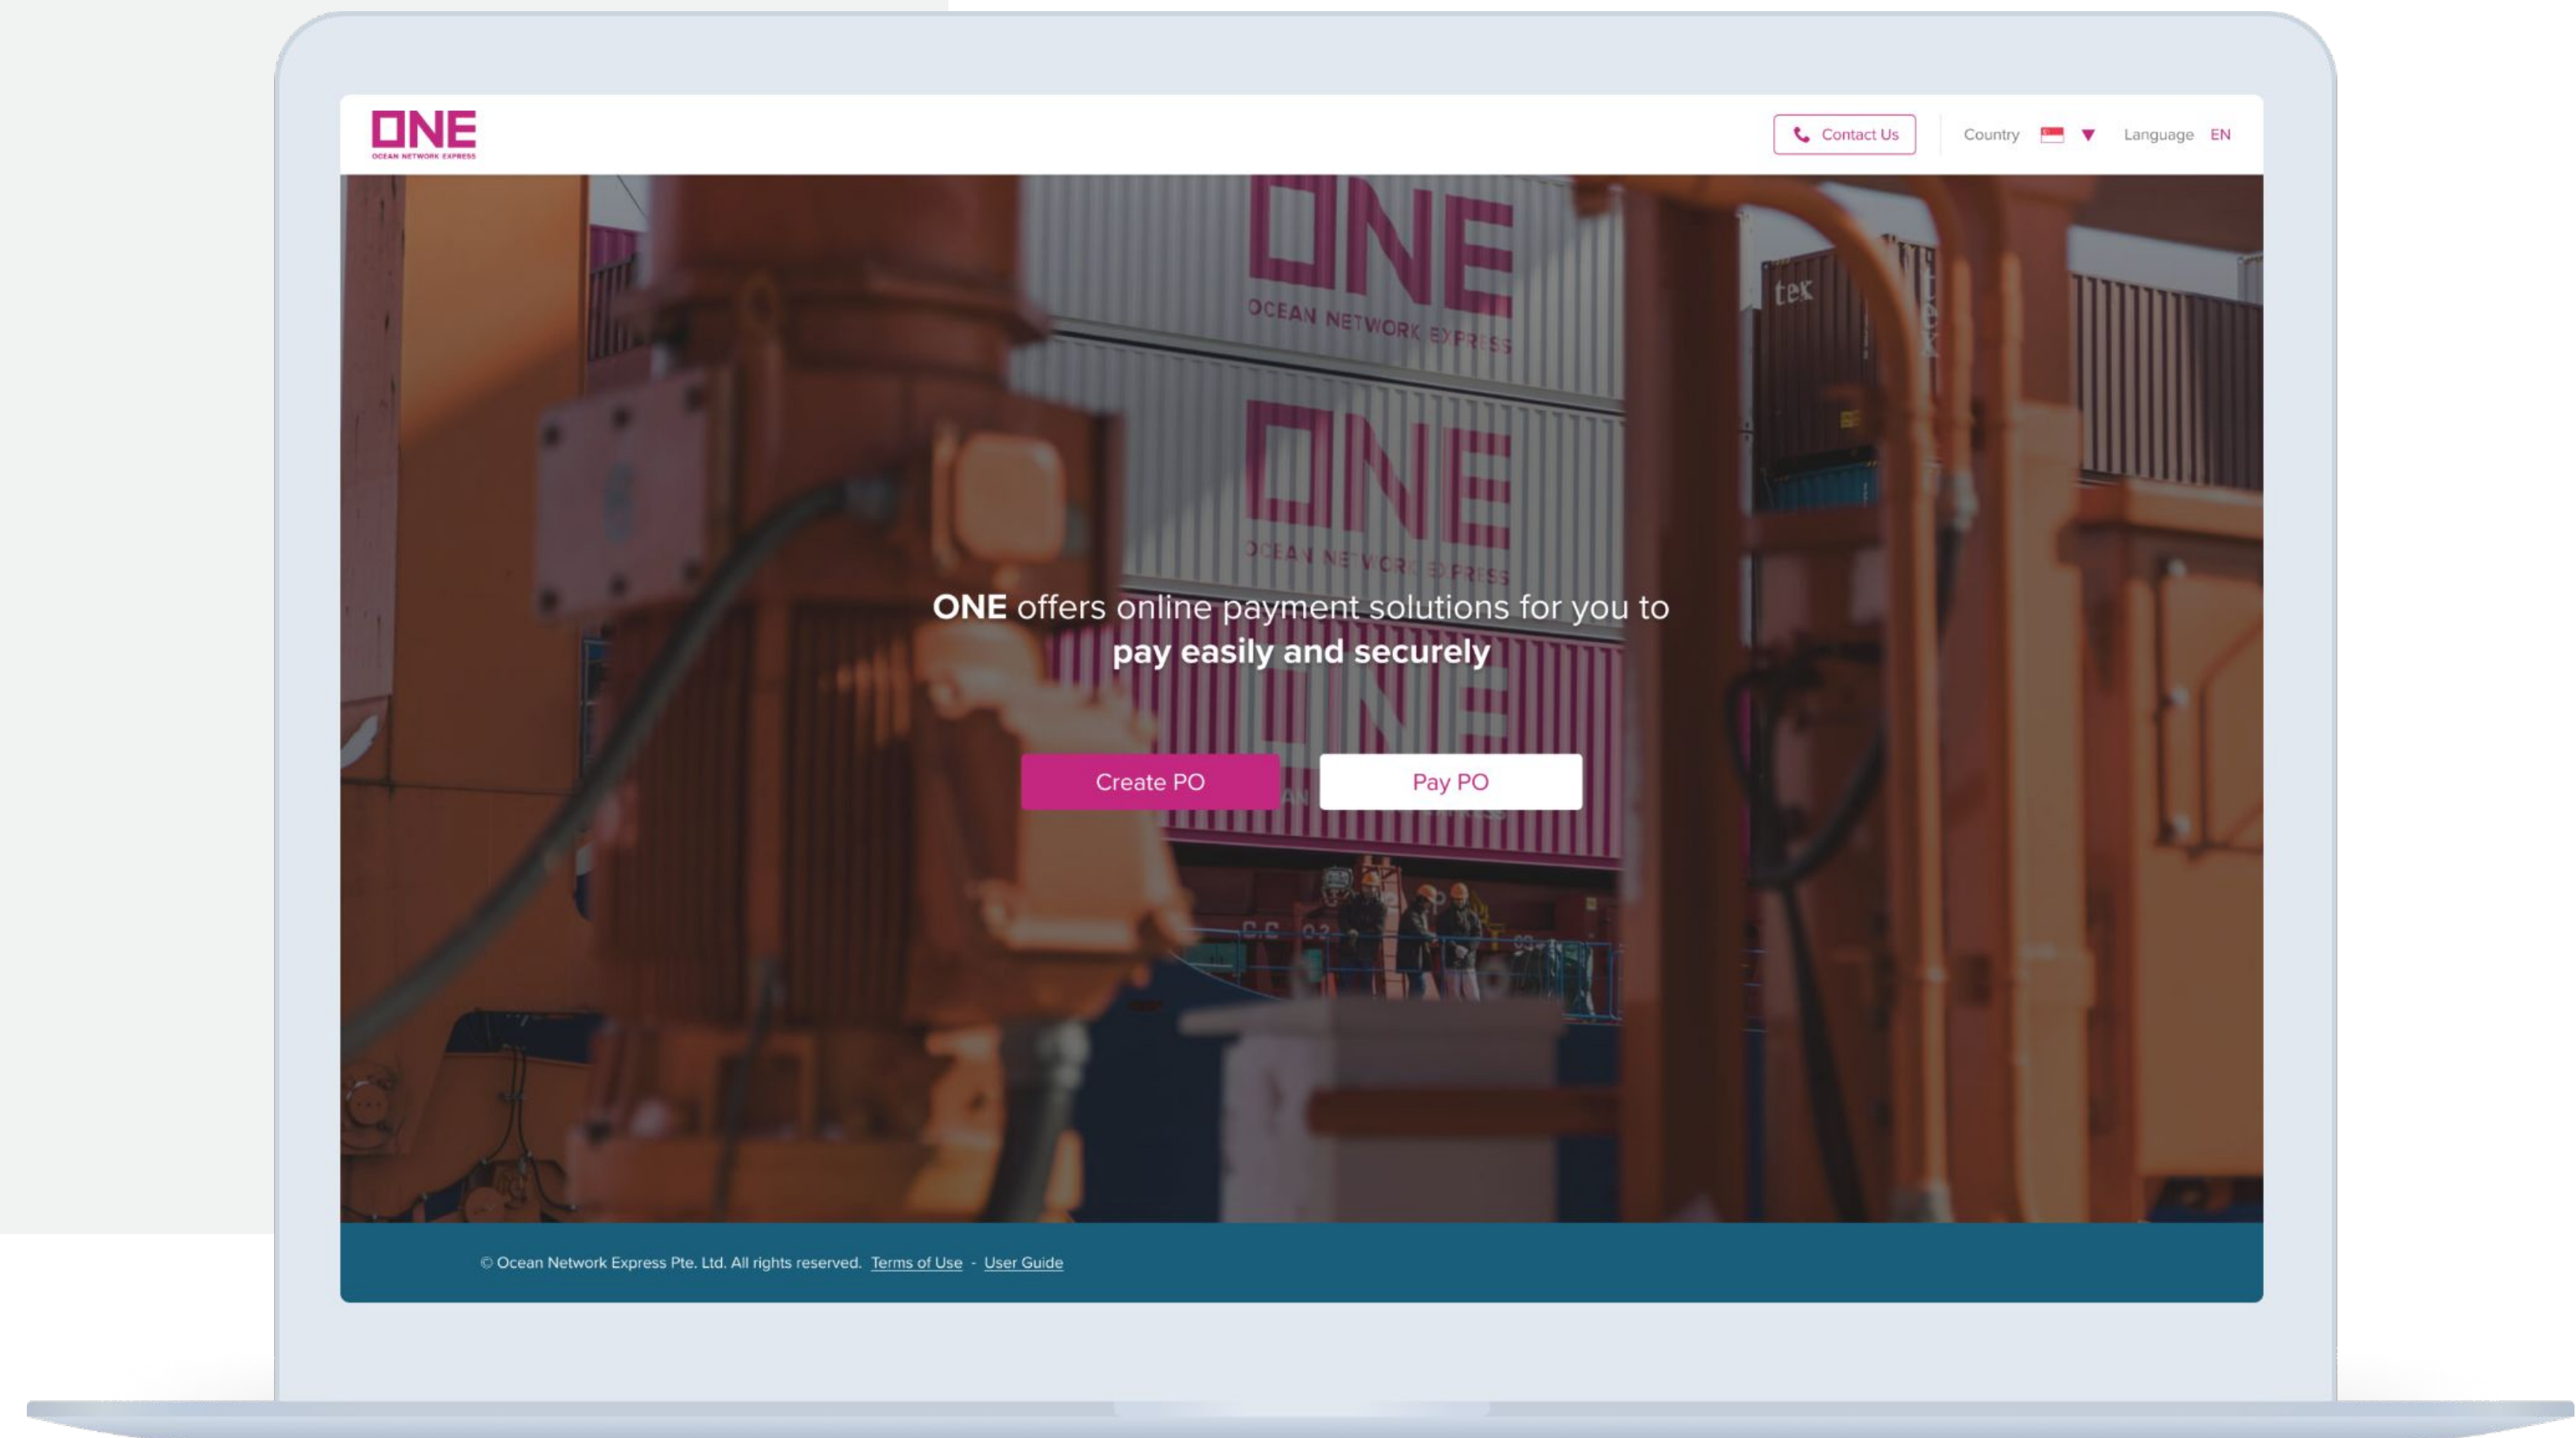 ONE
OCEAN NETWORK EXPRESS
Contact Us
Country
Language EN
ONE
OCEAN NETWORK EXPRESS
tex
ONE
OCEAN NETWORK EXPRESS
ONE offers online payment solutions for you to
pay easily and securely
ONE
Create PO
Pay PO
C.C 02
© Ocean Network Express Pte. Ltd. All rights reserved. Terms of Use - User Guide